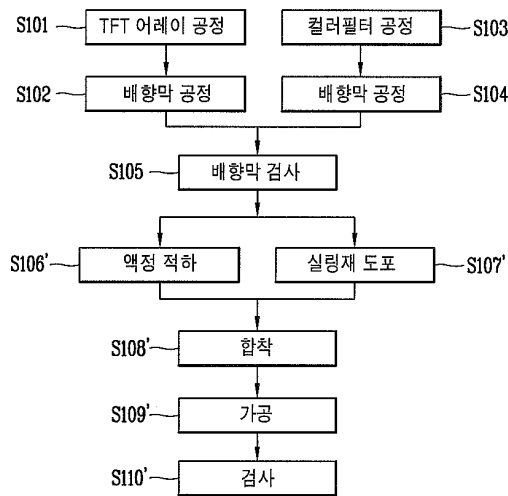 S101 TFT 어레이 공정 컬러필터 공정 S103
S102 배향막 공정 배향막 공정 S104
S105 배향막 검사
S106' 액정 적하 실링재 도포 S107'
S108' 합착
S109' 가공
S110' 검사